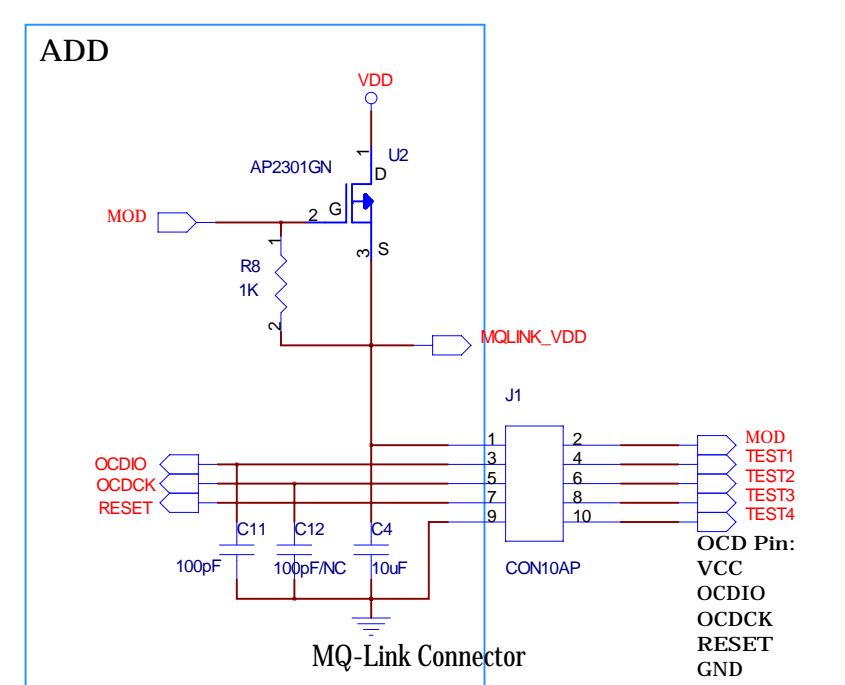 ADD
VDD
1
U2
AP2301GN
D
MOD
2
G
3
S
1
R8
1K
2
MQLINK_VDD
J1
1
2
MOD
OCDIO
3
4
TEST1
OCDCK
5
6
TEST2
RESET
7
8
TEST3
9
10
TEST4
C11
C12
C4
100pF
100pF/NC
10uF
CON10AP
OCD Pin:
VCC
OCDIO
OCDCK
RESET
GND
MQ-Link Connector